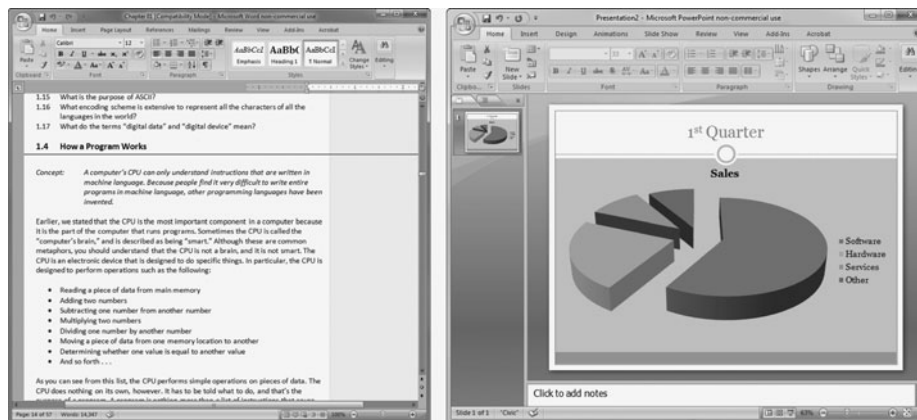 Chapter 01 [Compatibility Mode] - Microsoft Word non-commercial use
Home Insert Page Layout References Mailings Review View Add-Ins Acrobat
Calibri 12
AaBbCcI AaBb( AaBbCcI
Paste
Emphasis Heading 1 ¶ Normal
Change Styles Editing
Clipboard Font Paragraph Styles
1.15 What is the purpose of ASCII?
1.16 What encoding scheme is extensive to represent all the characters of all the
languages in the world?
1.17 What do the terms "digital data" and "digital device" mean?
1.4 How a Program Works
Concept: A computer's CPU can only understand instructions that are written in
machine language. Because people find it very difficult to write entire
programs in machine language, other programming languages have been
invented.
Earlier, we stated that the CPU is the most important component in a computer because
it is the part of the computer that runs programs. Sometimes the CPU is called the
"computer's brain," and is described as being "smart." Although these are common
metaphors, you should understand that the CPU is not a brain, and it is not smart. The
CPU is an electronic device that is designed to do specific things. In particular, the CPU is
designed to perform operations such as the following:
• Reading a piece of data from main memory
• Adding two numbers
• Subtracting one number from another number
• Multiplying two numbers
• Dividing one number by another number
• Moving a piece of data from one memory location to another
• Determining whether one value is equal to another value
• And so forth . . .
As you can see from this list, the CPU performs simple operations on pieces of data. The
CPU does nothing on its own, however. It has to be told what to do, and that's the
Page 14 of 57 Words: 14,347 100%
Presentation2 - Microsoft PowerPoint non-commercial use
Home Insert Design Animations Slide Show Review View Add-Ins Acrobat
Paste
New Slide
Shapes Arrange Quick Styles
Clipbo... Slides Font Paragraph Drawing
1st Quarter
Sales
Software
Hardware
Services
Other
Click to add notes
Slide 1 of 1 "Civic" 63%